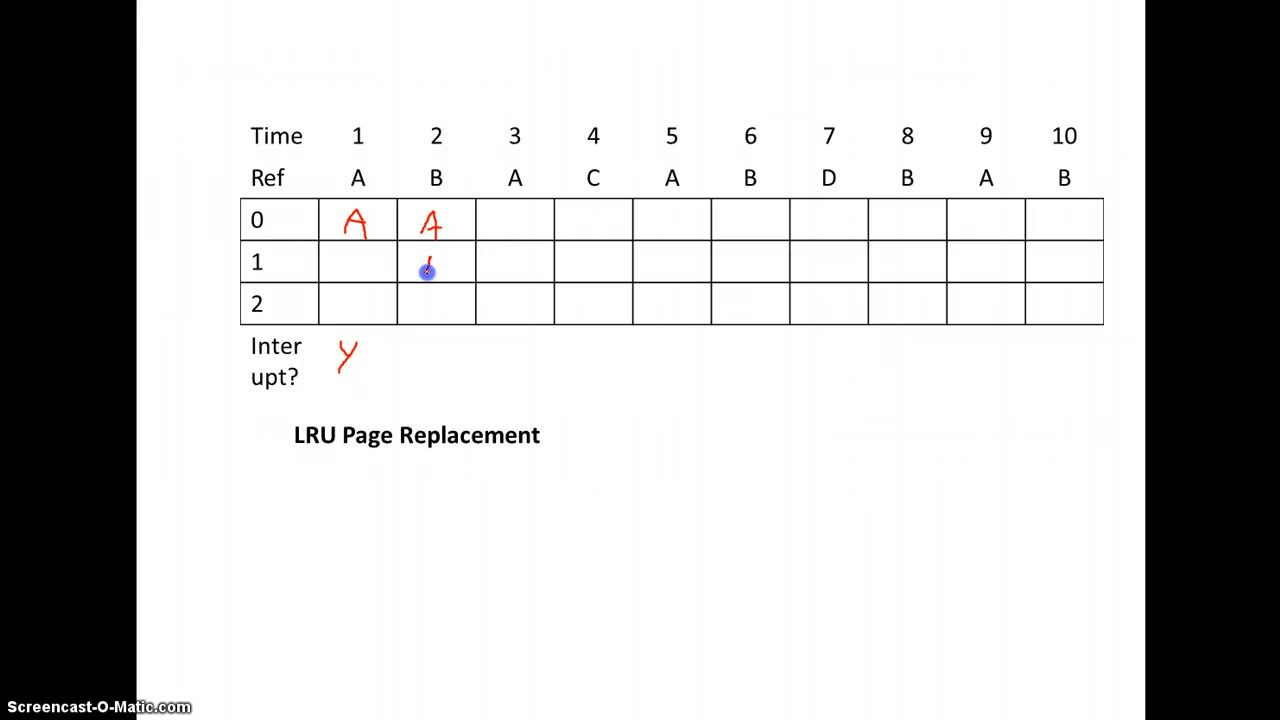 Time 1 2 3 4 5 6 7 8 9 10
Ref A B A C A B D B A B
0 A A
1
2
Inter Y
upt?
LRU Page Replacement
Screencast-O-Matic.com